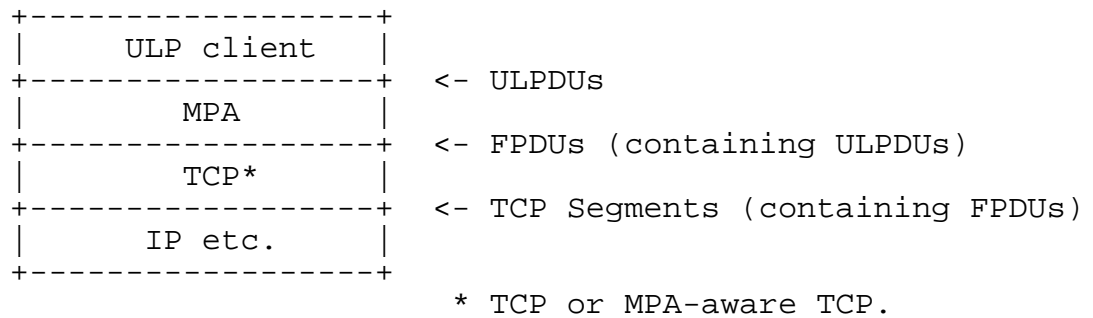 +------------------+
|     ULP client   |
+------------------+  <- ULPDUs
|        MPA       |
+------------------+  <- FPDUs (containing ULPDUs)
|        TCP*      |
+------------------+  <- TCP Segments (containing FPDUs)
|      IP etc.     |
+------------------+
                       * TCP or MPA-aware TCP.